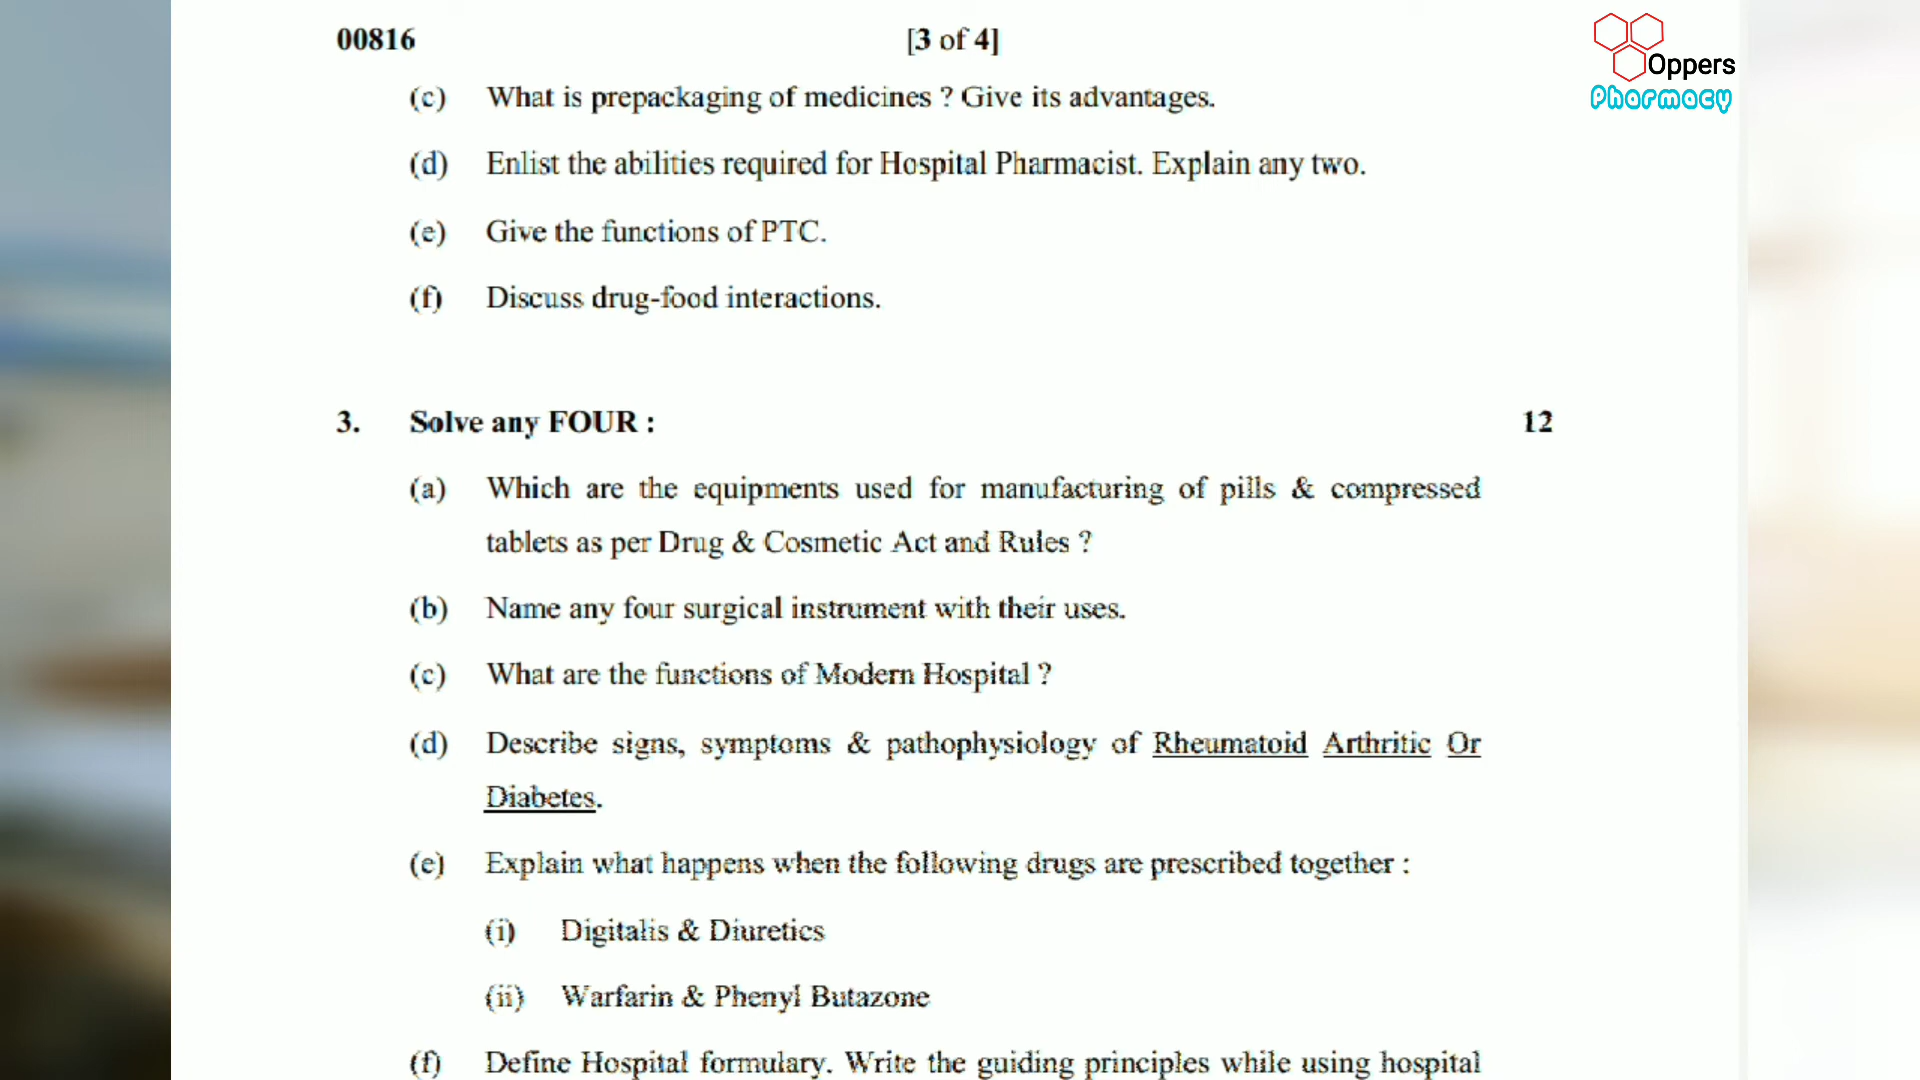 00816 [3 of 4]
Oppers
Pharmacy
(c) What is prepackaging of medicines ? Give its advantages.
(d) Enlist the abilities required for Hospital Pharmacist. Explain any two.
(e) Give the functions of PTC.
(f) Discuss drug-food interactions.
3. Solve any FOUR : 12
(a) Which are the equipments used for manufacturing of pills & compressed
tablets as per Drug & Cosmetic Act and Rules ?
(b) Name any four surgical instrument with their uses.
(c) What are the functions of Modern Hospital ?
(d) Describe signs, symptoms & pathophysiology of Rheumatoid Arthritic Or
Diabetes.
(e) Explain what happens when the following drugs are prescribed together :
(i) Digitalis & Diuretics
(ii) Warfarin & Phenyl Butazone
(f) Define Hospital formulary. Write the guiding principles while using hospital